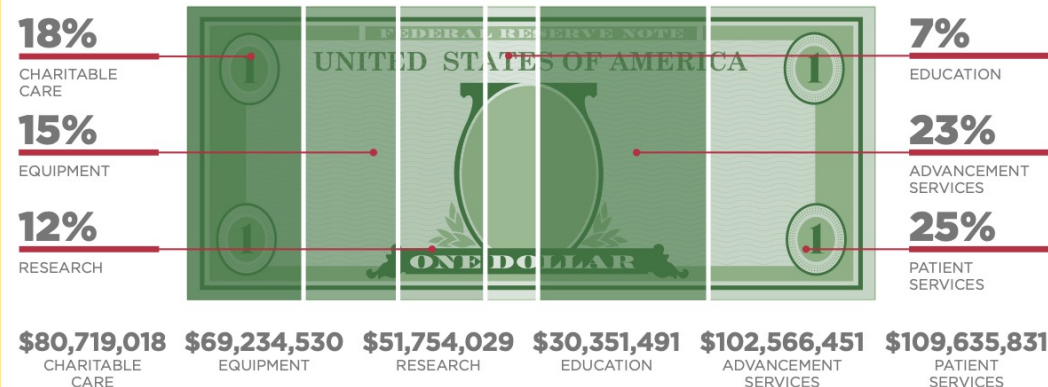 18%
CHARITABLE
CARE
15%
EQUIPMENT
12%
RESEARCH
FEDERAL RESERVE NOTE
UNITED STATES OF AMERICA
1
1
1
1
ONE DOLLAR
7%
EDUCATION
23%
ADVANCEMENT
SERVICES
25%
PATIENT
SERVICES
$80,719,018
CHARITABLE
CARE
$69,234,530
EQUIPMENT
$51,754,029
RESEARCH
$30,351,491
EDUCATION
$102,566,451
ADVANCEMENT
SERVICES
$109,635,831
PATIENT
SERVICES